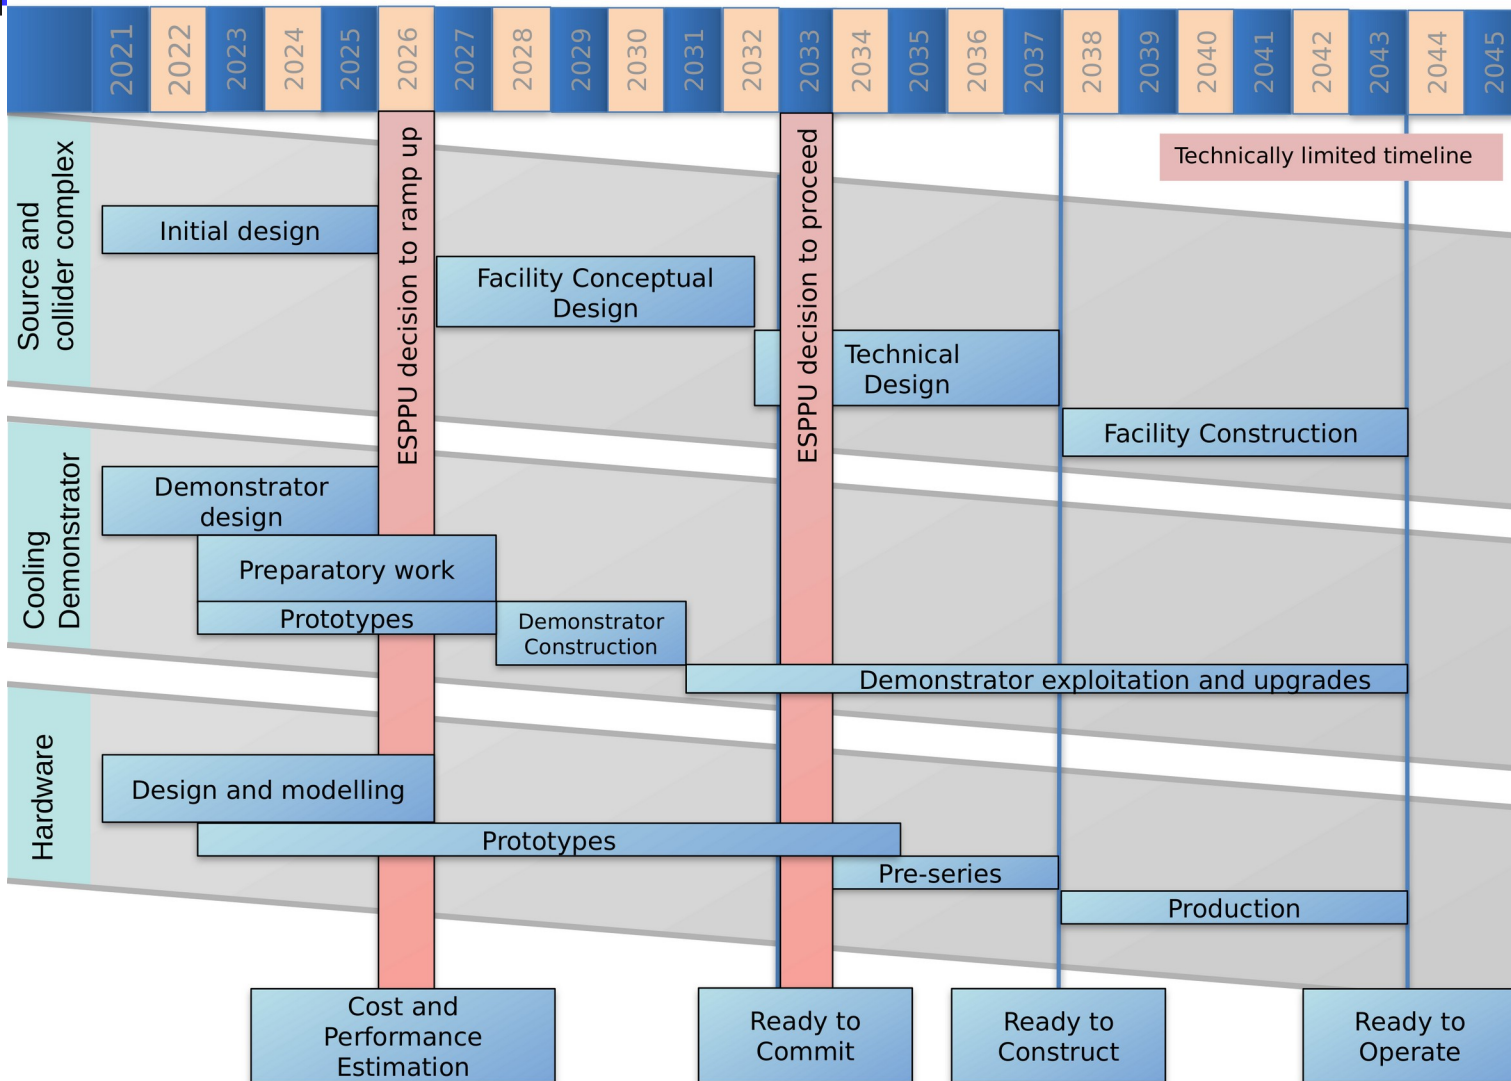 2021 2022 2023 2024 2025 2026 2027 2028 2029 2030 2031 2032 2033 2034 2035 2036 2037 2038 2039 2040 2041 2042 2043 2044 2045
Technically limited timeline
Source and
collider complex
Initial design
ESPPU decision to ramp up
Facility Conceptual
Design
ESPPU decision to proceed
Technical
Design
Facility Construction
Cooling
Demonstrator
Demonstrator
design
Preparatory work
Prototypes
Demonstrator
Construction
Demonstrator exploitation and upgrades
Hardware
Design and modelling
Prototypes
Pre-series
Production
Cost and
Performance
Estimation
Ready to
Commit
Ready to
Construct
Ready to
Operate